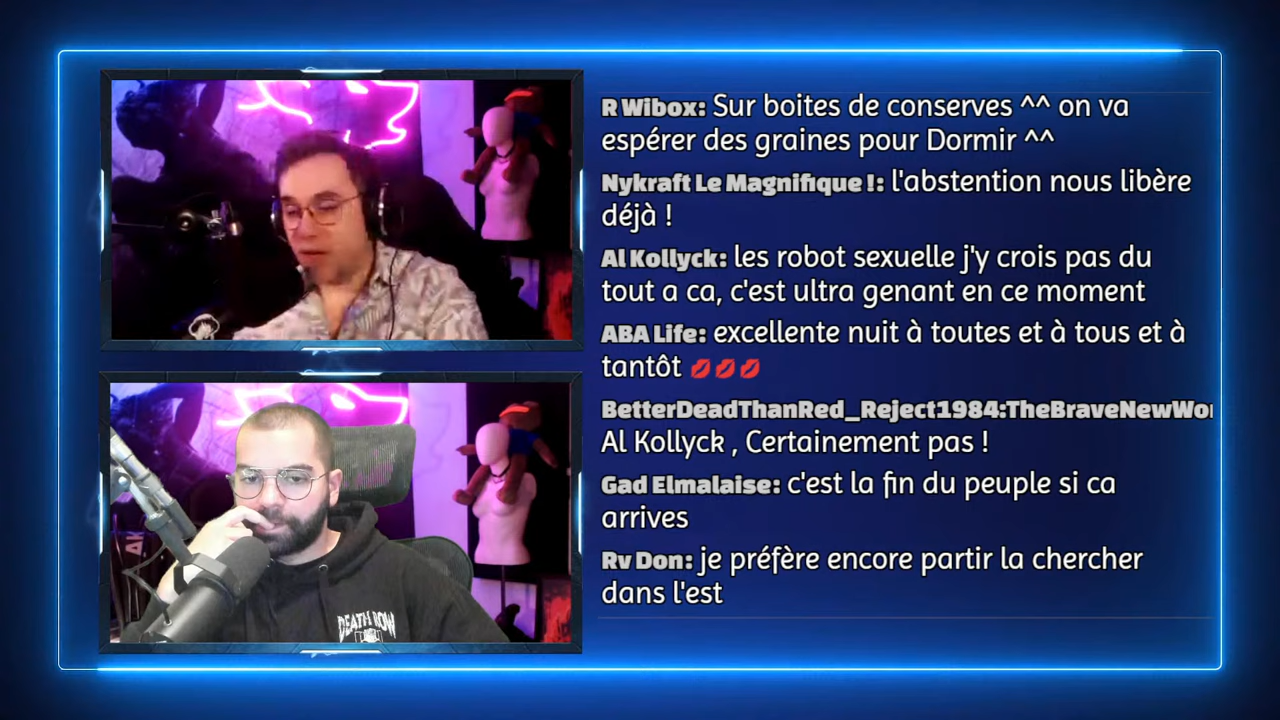 R Wibox: Sur boites de conserves ^^ on va
espérer des graines pour Dormir ^^
Nykraft Le Magnifique !: l'abstention nous libère
déjà !
Al Kollyck: les robot sexuelle j'y crois pas du
tout a ca, c'est ultra genant en ce moment
ABA Life: excellente nuit à toutes et à tous et à
tantôt 💋💋💋
BetterDeadThanRed_Reject1984:TheBraveNewWo
Al Kollyck , Certainement pas !
Gad Elmalaise: c'est la fin du peuple si ca
arrives
Rv Don: je préfère encore partir la chercher
dans l'est
DEATH ROW